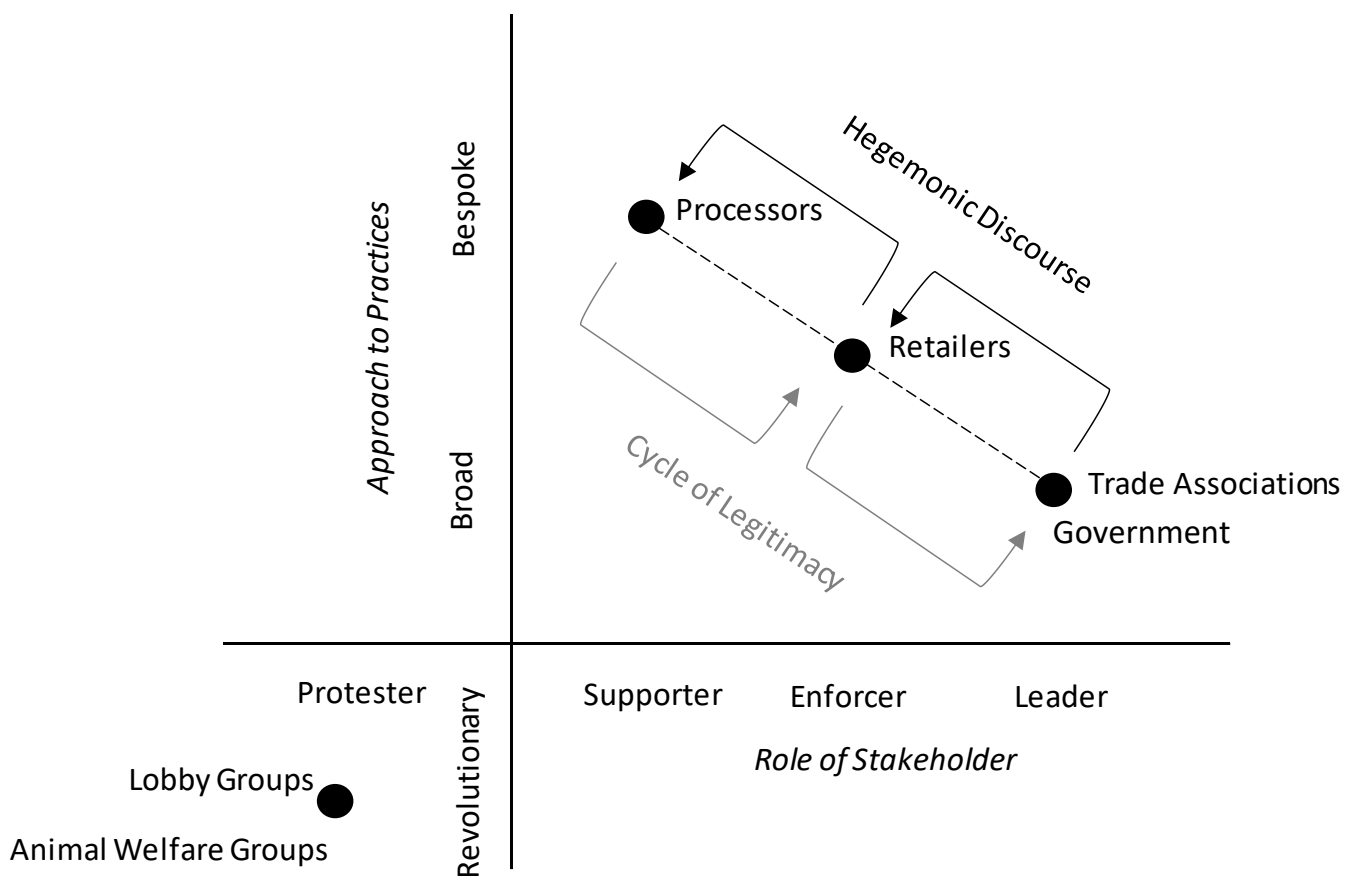 Hegemonic Discourse
Bespoke
Approach to Practices
Processors
Retailers
Broad
Cycle of Legitimacy
Trade Associations
Government
Protester
Supporter
Enforcer
Leader
Revolutionary
Role of Stakeholder
Lobby Groups
Animal Welfare Groups